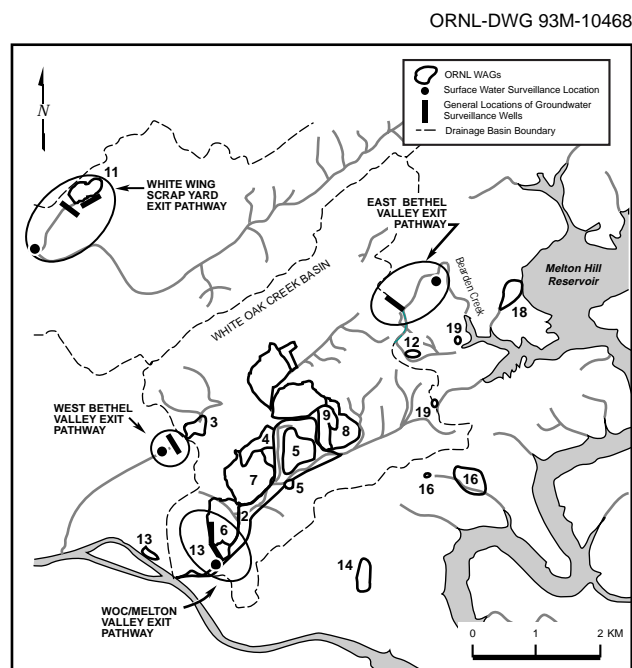 ORNL-DWG 93M-10468
N
ORNL WAGs
Surface Water Surveillance Location
General Locations of Groundwater
Surveillance Wells
Drainage Basin Boundary
11
WHITE WING
SCRAP YARD
EXIT PATHWAY
EAST BETHEL
VALLEY EXIT
PATHWAY
Bearden Creek
Melton Hill
Reservoir
WHITE OAK CREEK BASIN
18
19
12
WEST BETHEL
VALLEY EXIT
PATHWAY
3
19
9
4
8
5
7
5
16
16
2
6
13
13
14
WOC/MELTON
VALLEY EXIT
PATHWAY
0 1 2 KM